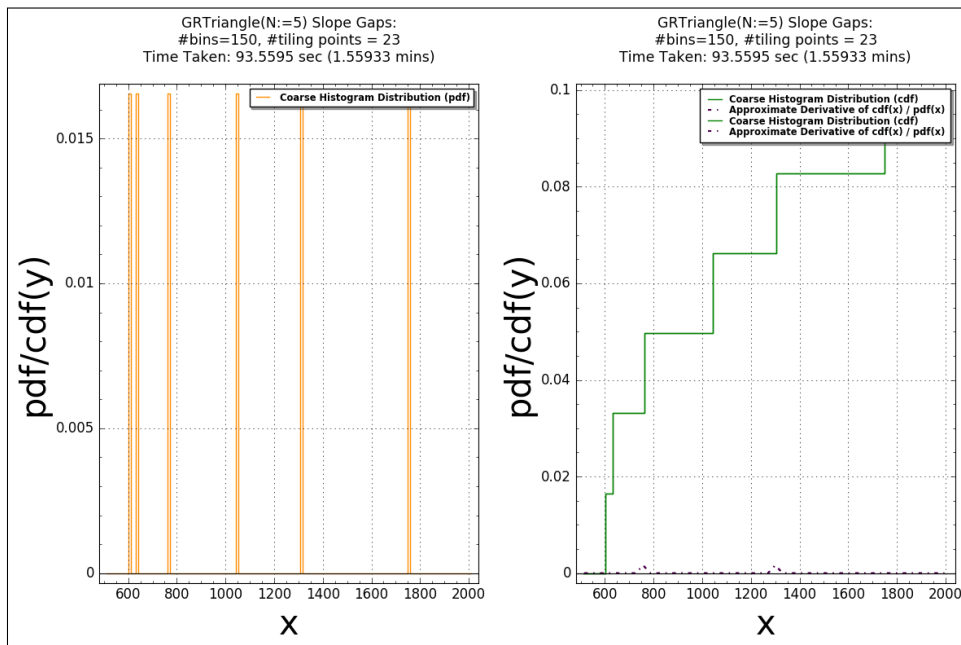 GRTriangle(N:=5) Slope Gaps:
#bins=150, #tiling points = 23
Time Taken: 93.5595 sec (1.55933 mins)
Coarse Histogram Distribution (pdf)
0.015
0.01
0.005
0
pdf/cdf(y)
600 800 1000 1200 1400 1600 1800 2000
x
GRTriangle(N:=5) Slope Gaps:
#bins=150, #tiling points = 23
Time Taken: 93.5595 sec (1.55933 mins)
Coarse Histogram Distribution (cdf)
Approximate Derivative of cdf(x) / pdf(x)
Coarse Histogram Distribution (cdf)
Approximate Derivative of cdf(x) / pdf(x)
0.1
0.08
0.06
0.04
0.02
0
pdf/cdf(y)
600 800 1000 1200 1400 1600 1800 2000
x